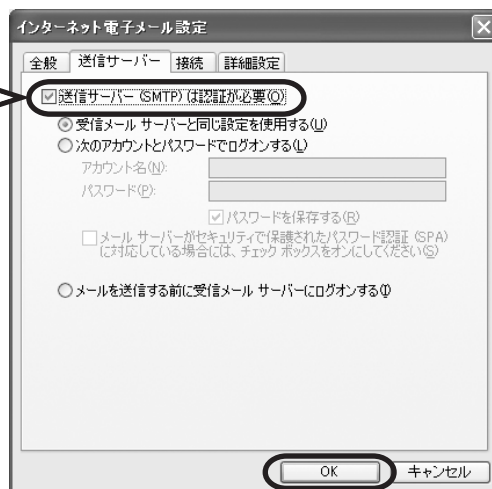 インターネット電子メール設定
全般 送信サーバー 接続 詳細設定
送信サーバー (SMTP) は認証が必要(O)
受信メール サーバーと同じ設定を使用する(U)
次のアカウントとパスワードでログオンする(L)
アカウント名(N):
パスワード(P):
パスワードを保存する(R)
メール サーバーがセキュリティで保護されたパスワード認証 (SPA)
に対応している場合には、チェック ボックスをオンにしてください(S)
メールを送信する前に受信メール サーバーにログオンする(I)
OK キャンセル